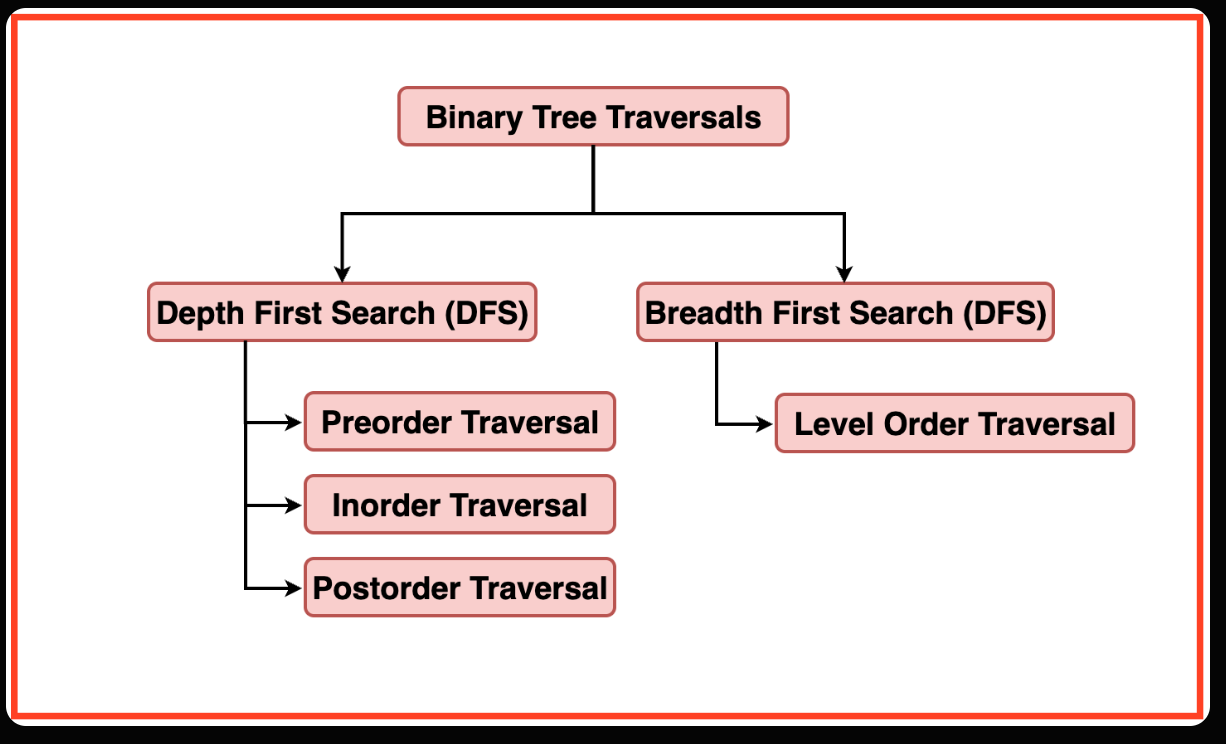 Binary Tree Traversals
Depth First Search (DFS)
Breadth First Search (DFS)
Preorder Traversal
Level Order Traversal
Inorder Traversal
Postorder Traversal